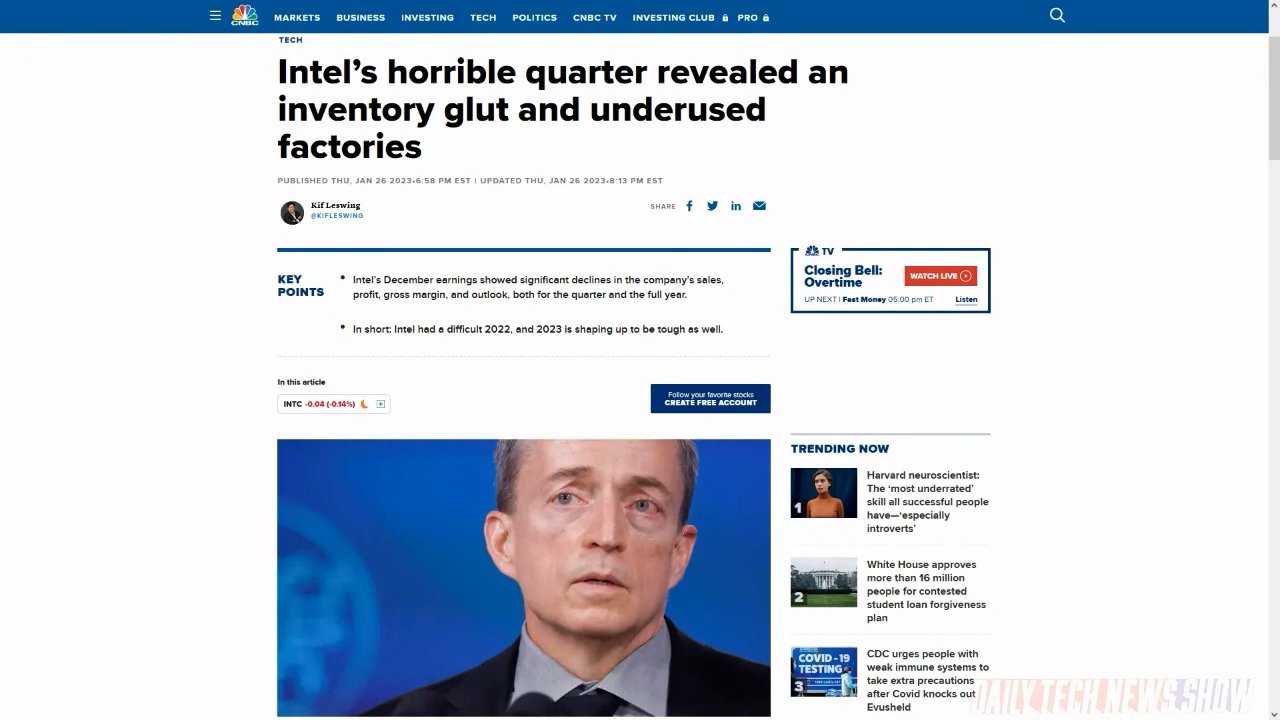 CNBC
MARKETS
BUSINESS
INVESTING
TECH
POLITICS
CNBC TV
INVESTING CLUB
PRO
TECH
Intel’s horrible quarter revealed an
inventory glut and underused
factories
PUBLISHED THU, JAN 26 2023•6:58 PM EST | UPDATED THU, JAN 26 2023•8:13 PM EST
Kif Leswing
@KIFLESWING
SHARE
KEY
POINTS
Intel’s December earnings showed significant declines in the company’s sales,
profit, gross margin, and outlook, both for the quarter and the full year.
In short: Intel had a difficult 2022, and 2023 is shaping up to be tough as well.
TV
Closing Bell:
Overtime
WATCH LIVE
UP NEXT | Fast Money 05:00 pm ET
Listen
In this article
INTC -0.04 (-0.14%)
Follow your favorite stocks
CREATE FREE ACCOUNT
TRENDING NOW
1
Harvard neuroscientist:
The ‘most underrated’
skill all successful people
have—‘especially
introverts’
2
White House approves
more than 16 million
people for contested
student loan forgiveness
plan
COVID-19
TESTING
3
CDC urges people with
weak immune systems to
take extra precautions
after Covid knocks out
Evusheld
DAILY TECH NEWS SHOW